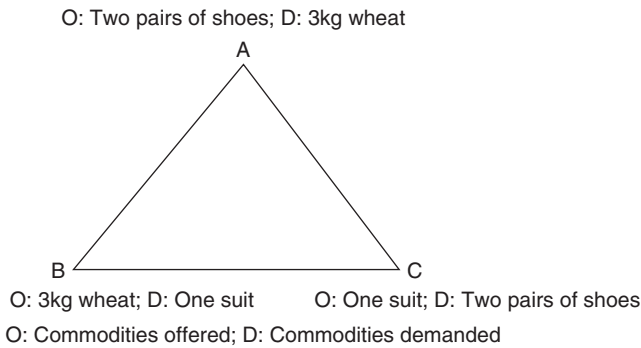 O: Two pairs of shoes; D: 3kg wheat
A
B
C
O: 3kg wheat; D: One suit
O: One suit; D: Two pairs of shoes
O: Commodities offered; D: Commodities demanded